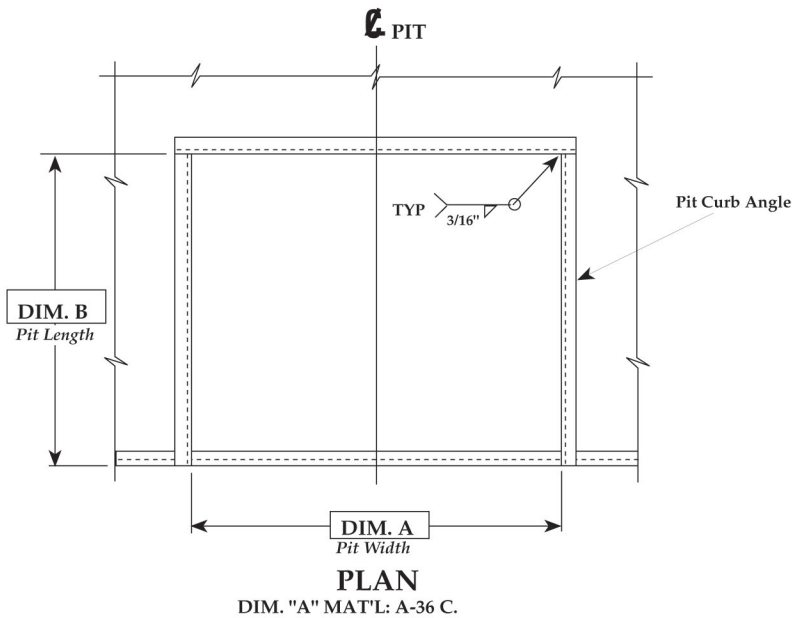 ℄ PIT
TYP
3/16"
Pit Curb Angle
DIM. B
Pit Length
DIM. A
Pit Width
PLAN
DIM. "A" MAT'L: A-36 C.